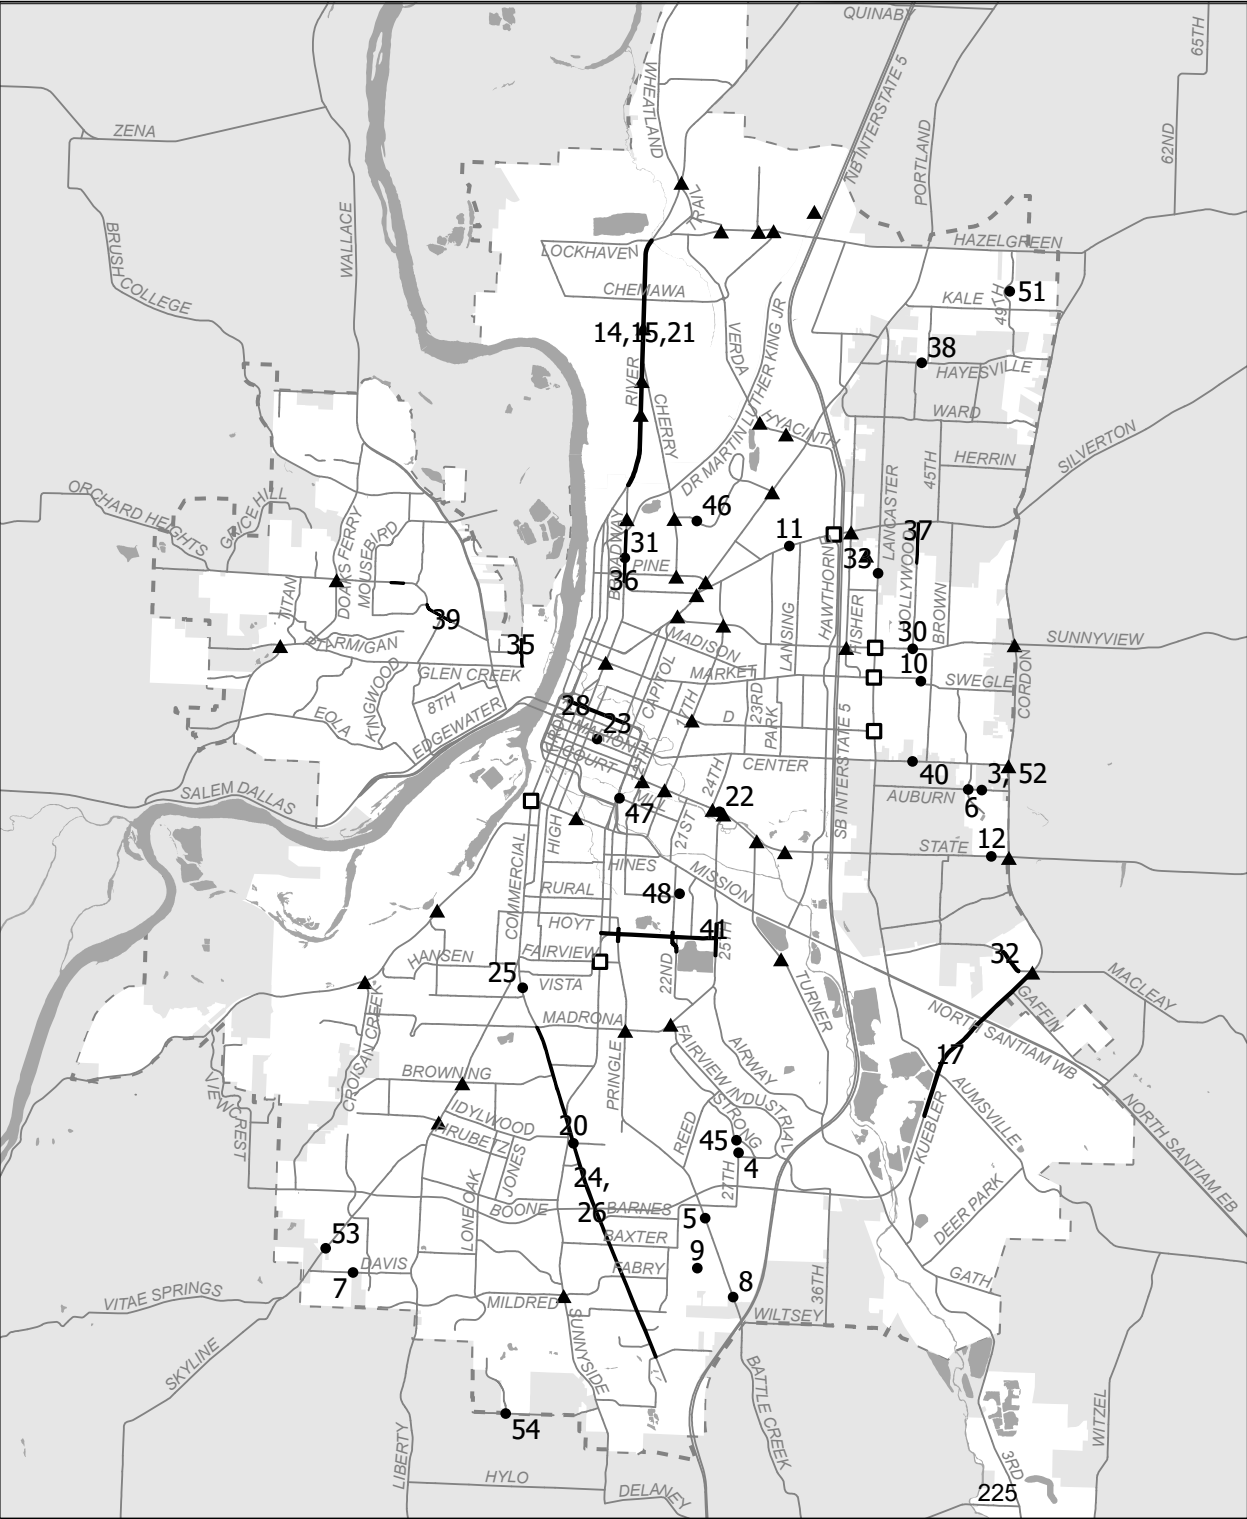 QUINABY
65TH
WHEATLAND
NB INTERSTATE 5
PORTLAND
62ND
ZENA
TRAIL
WALLACE
BRUSH COLLEGE
LOCKHAVEN
HAZELGREEN
CHEMAWA
KALE
49TH
51
14,15,21
VERDA
DR MARTIN LUTHER KING JR
38
HAYESVILLE
RIVER
CHERRY
WARD
HYACINTH
SILVERTON
HERRIN
45TH
LANCASTER
ORCHARD HEIGHTS
GRICE HILL
DOAKS FERRY
MOUSEBIRD
46
11
37
BROADWAY
31
PINE
33
36
HAWTHORNE
HOLLYWOOD
TITAN
39
LANSING
FISHER
BROWN
30
SUNNYVIEW
35
MADISON
MARKET
10
SWEGLE
GLEN CREEK
CORDON
KINGWOOD
8TH
CAPITOL
17TH
23RD
PARK
EOLA
EDGEWATER
28
23
D
MARION
COURT
CENTER
SB INTERSTATE 5
40
3, 52
SALEM DALLAS
24TH
22
AUBURN
6
MILL
47
HIGH
21ST
STATE
12
COMMERCIAL
HINES
MISSION
RURAL
48
HOYT
41
25TH
HANSEN
FAIRVIEW
32
25
VISTA
22ND
TURNER
MACLEAY
GAFFIN
NORTH SANTIAM WB
MADRONA
CROISAN CREEK
FAIRVIEW INDUSTRIAL
AIRWAY
17
VIEWCREST
BROWNING
PRINGLE
AUMSVILLE
NORTH SANTIAM EB
IDYLWOOD
STRONG
HRUBETZ
20
REED
45
KUEBLER
JONES
4
24,
27TH
LONE OAK
BOONE
26
BARNES
5
DEER PARK
53
BAXTER
9
DAVIS
FABRY
7
8
36TH
GATH
VITAE SPRINGS
MILDRED
WILTSEY
SUNNYSIDE
SKYLINE
BATTLE CREEK
54
LIBERTY
WITZEL
3RD
HYLO
DELANEY
225